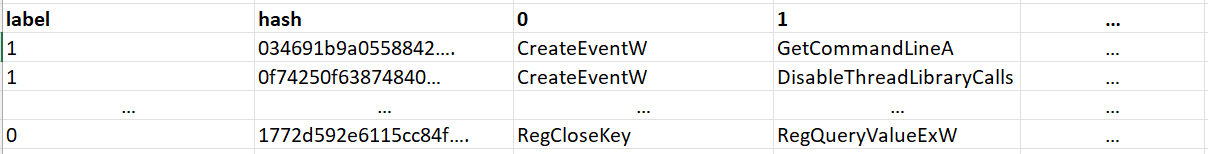 label hash 0 1 ...
1 034691b9a0558842.... CreateEventW GetCommandLineA ...
1 0f74250f63874840... CreateEventW DisableThreadLibraryCalls ...
... ... ... ... ...
0 1772d592e6115cc84f.... RegCloseKey RegQueryValueExW ...